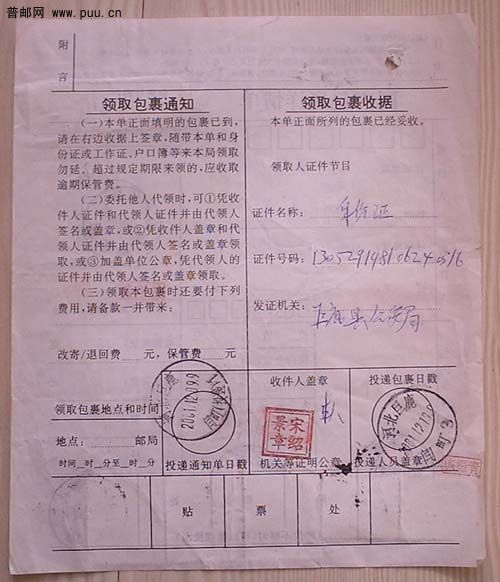 普邮网
www.puu.cn
附
言
领取包裹通知
(一)本单正面填明的包裹已到,
请在右边收据上签章,随带本单和身
份证或工作证、户口簿等来本局领取
勿延。超过规定期限来领的,应收取
逾期保管费。
(二)委托他人代领时,可①凭收
件人证件和代领人证件并由代领人
签名或盖章,或②凭收件人盖章和代
领人证件并由代领人签名或盖章领
取,或③加盖单位公章,凭代领人的
证件并由代领人签名或盖章领取。
(三)领取本包裹时还要付下列
费用,请备款一并带来:
改寄/退回费 元,保管费 元。
领取包裹地点和时间
地点: 邮局
时间__时__分至__时__分
投递通知单日戳
领取包裹收据
本单正面所列的包裹已经妥收。
领取人证件节目
证件名称: 身份证
证件号码:
发证机关: 巨鹿县公安局
收件人盖章
宋绍景章
机关等证明公章
投递包裹日戳
河北巨鹿
投递人员盖章
贴 票 处